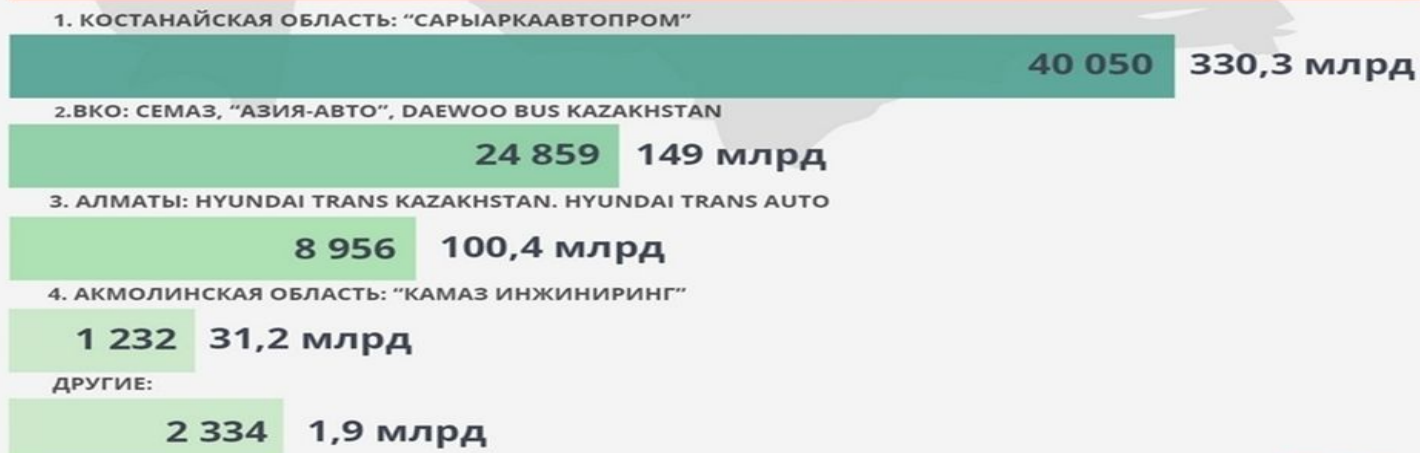 1. КОСТАНАЙСКАЯ ОБЛАСТЬ: “САРЫАРКААВТОПРОМ”
40 050 330,3 млрд
2.ВКО: СЕМАЗ, “АЗИЯ-АВТО”, DAEWOO BUS KAZAKHSTAN
24 859 149 млрд
3. АЛМАТЫ: HYUNDAI TRANS KAZAKHSTAN. HYUNDAI TRANS AUTO
8 956 100,4 млрд
4. АКМОЛИНСКАЯ ОБЛАСТЬ: “КАМАЗ ИНЖИНИРИНГ”
1 232 31,2 млрд
ДРУГИЕ:
2 334 1,9 млрд